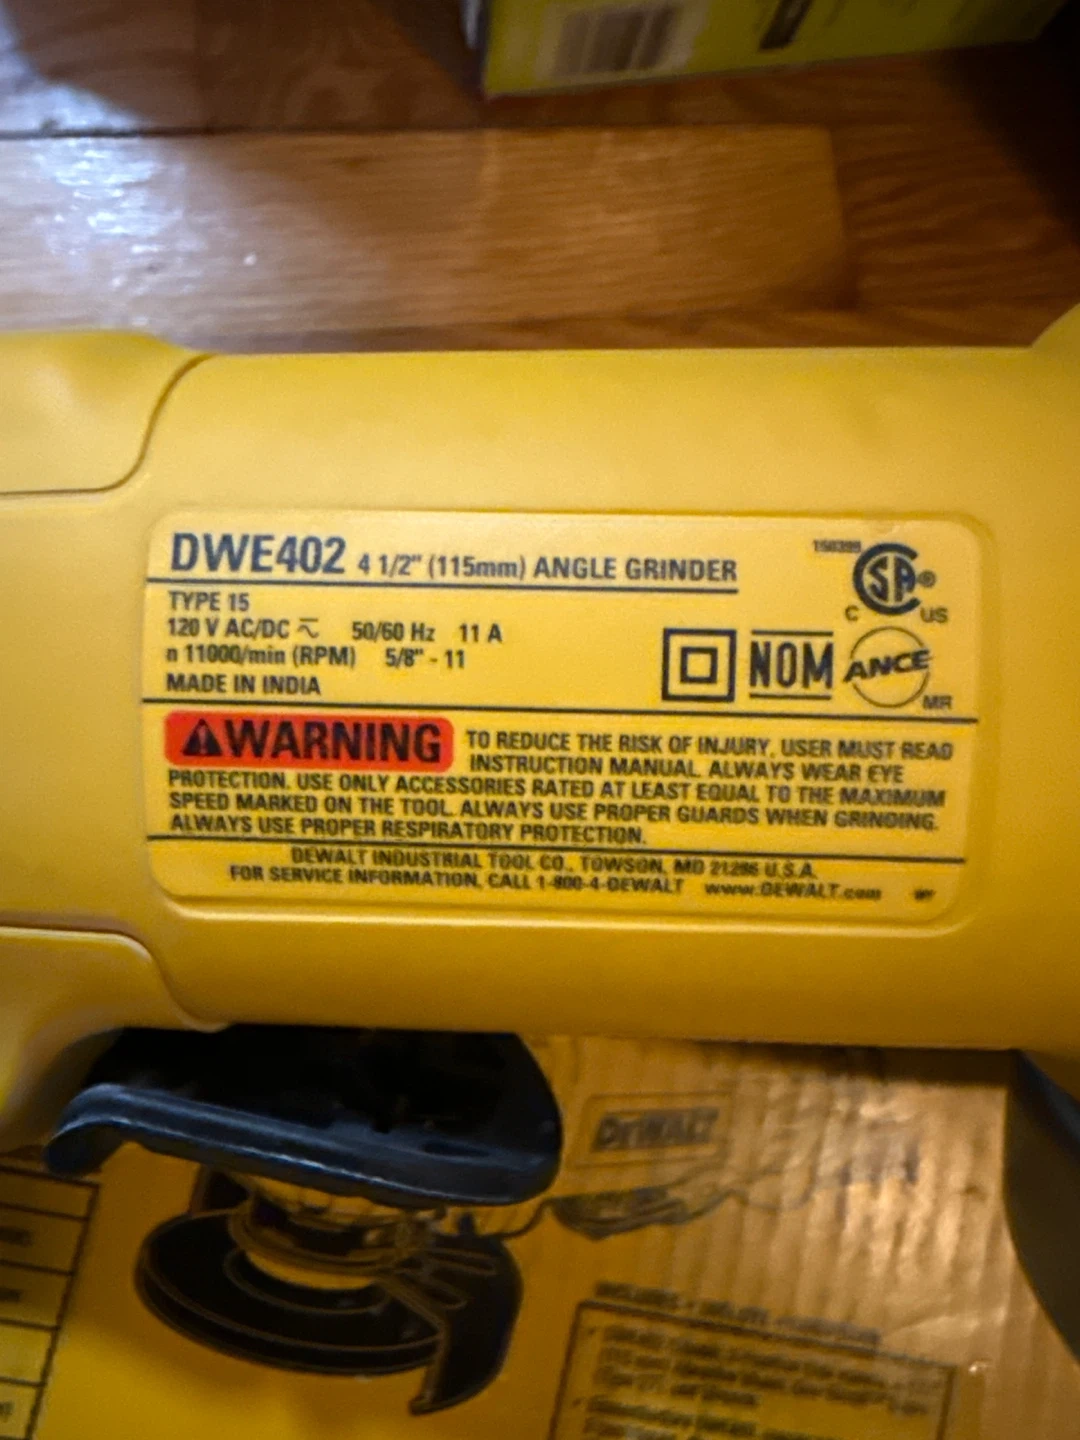 DWE402 4 1/2" (115mm) ANGLE GRINDER
TYPE 15
120 V AC/DC 50/60 Hz 11 A
n 11000/min (RPM) 5/8" - 11
MADE IN INDIA
CSA®
C US
NOM ANCE
MR
⚠WARNING TO REDUCE THE RISK OF INJURY, USER MUST READ
INSTRUCTION MANUAL. ALWAYS WEAR EYE
PROTECTION. USE ONLY ACCESSORIES RATED AT LEAST EQUAL TO THE MAXIMUM
SPEED MARKED ON THE TOOL. ALWAYS USE PROPER GUARDS WHEN GRINDING.
ALWAYS USE PROPER RESPIRATORY PROTECTION.
DEWALT INDUSTRIAL TOOL CO., TOWSON, MD 21286 U.S.A.
FOR SERVICE INFORMATION, CALL 1-800-4-DEWALT www.DEWALT.com
DEWALT